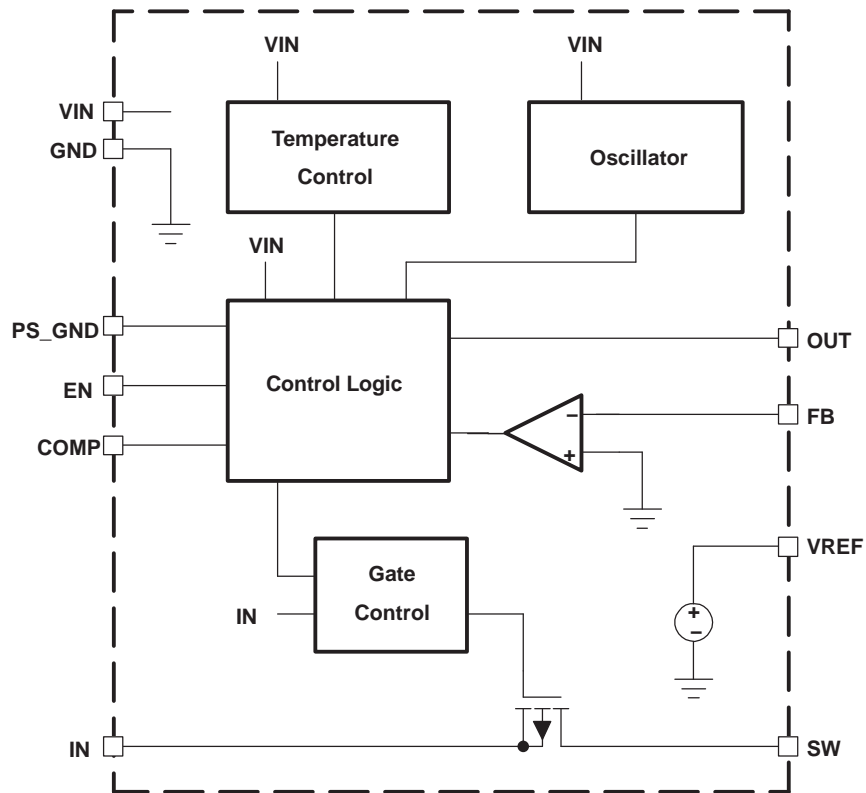 VIN
VIN
VIN
GND
Temperature
Control
Oscillator
VIN
PS_GND
EN
COMP
Control Logic
OUT
FB
−
+
VREF
Gate
Control
IN
+
−
IN
SW